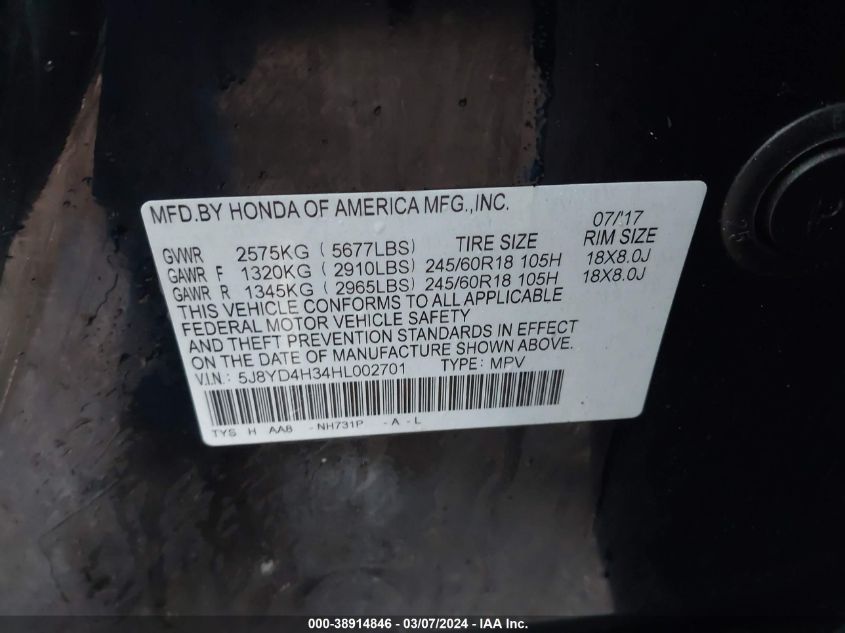 MFD.BY HONDA OF AMERICA MFG.,INC.
07/'17
GVWR 2575KG ( 5677LBS) TIRE SIZE RIM SIZE
GAWR F 1320KG ( 2910LBS) 245/60R18 105H 18X8.0J
GAWR R 1345KG ( 2965LBS) 245/60R18 105H 18X8.0J
THIS VEHICLE CONFORMS TO ALL APPLICABLE
FEDERAL MOTOR VEHICLE SAFETY
AND THEFT PREVENTION STANDARDS IN EFFECT
ON THE DATE OF MANUFACTURE SHOWN ABOVE.
V.I.N.: 5J8YD4H34HL002701 TYPE: MPV
TYS H AA8 -NH731P -A-L
000-38914846 — 03/07/2024 — IAAI.com